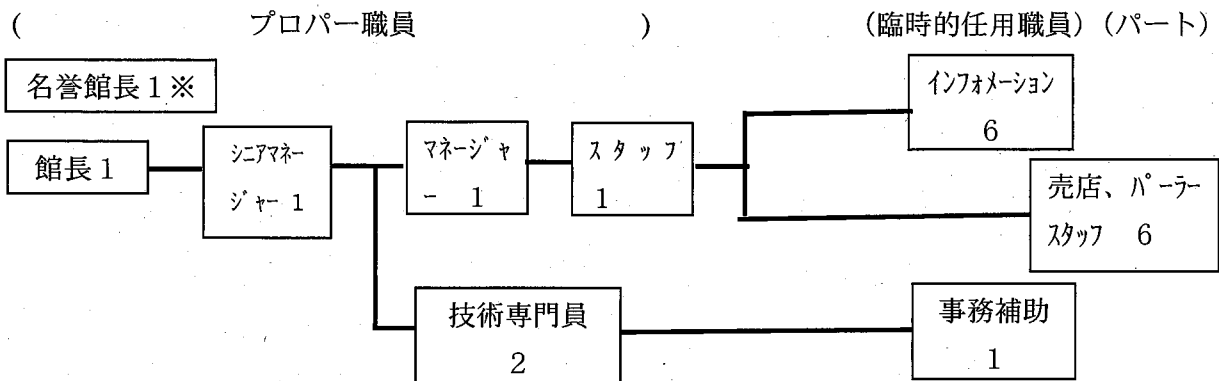 ( プロパー職員 ) (臨時的任用職員) (パート)
名誉館長1※
館長1
シニアマネー
ジャー 1
マネージャ
ー 1
スタッフ
1
インフォメーション
6
売店、パーラー
スタッフ 6
技術専門員
2
事務補助
1